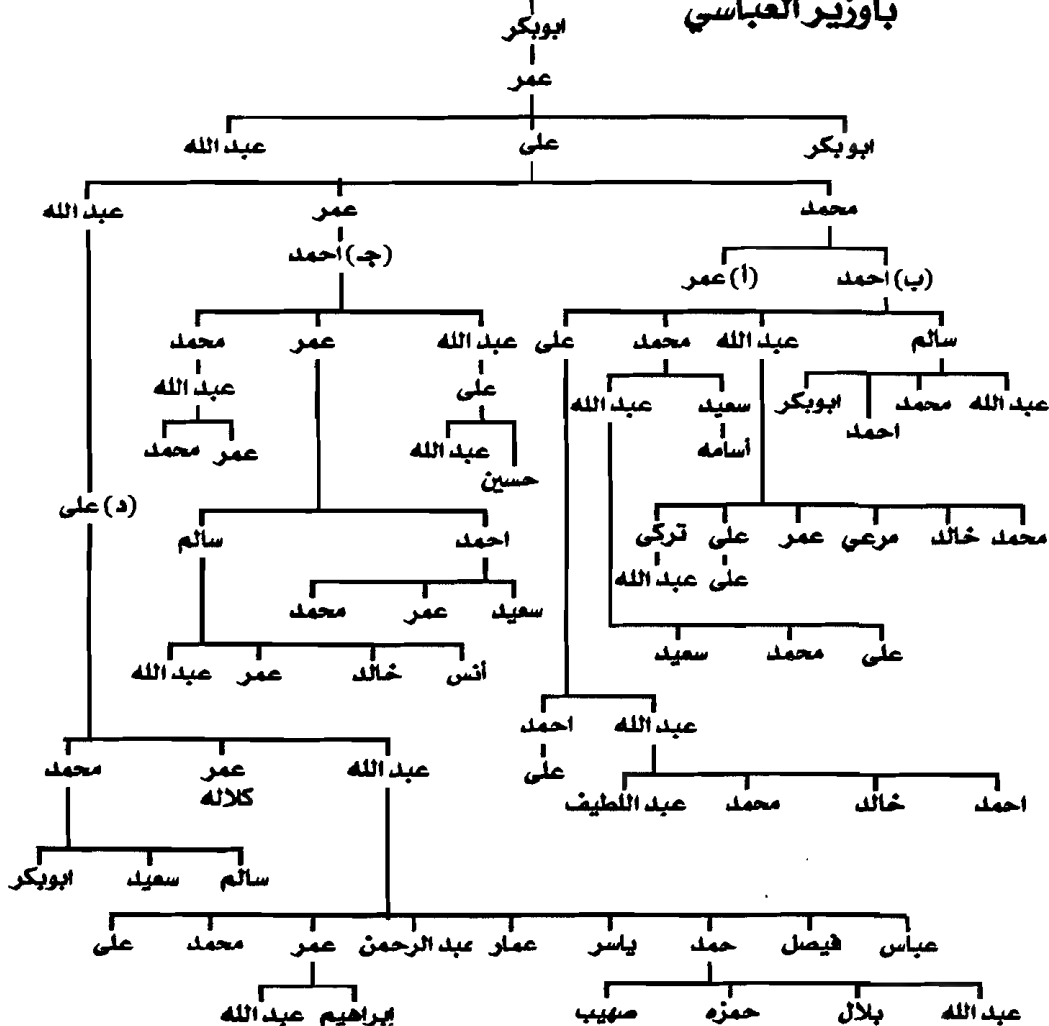 باوزير العباسي
ابوبكر
عمر
ابوبكر على عبد الله
محمد عمر عبد الله
(جـ) احمد
(ب) احمد (أ) عمر
سالم عبد الله محمد على عبد الله عمر محمد
عبد الله محمد ابوبكر سعيد عبد الله على عبد الله
احمد أسامه عبد الله عمر محمد
حسين
(د) على
محمد خالد مرعي عمر على تركى احمد سالم
على عبد الله سعيد عمر محمد
على محمد سعيد أنس خالد عمر عبد الله
عبد الله احمد
عبد الله عمر محمد
على كلاله
احمد خالد محمد عبد اللطيف
سالم سعيد ابوبكر
عباس فيصل حمد ياسر عمار عبد الرحمن عمر محمد على
عبد الله بلال حمزه صهيب إبراهيم عبد الله